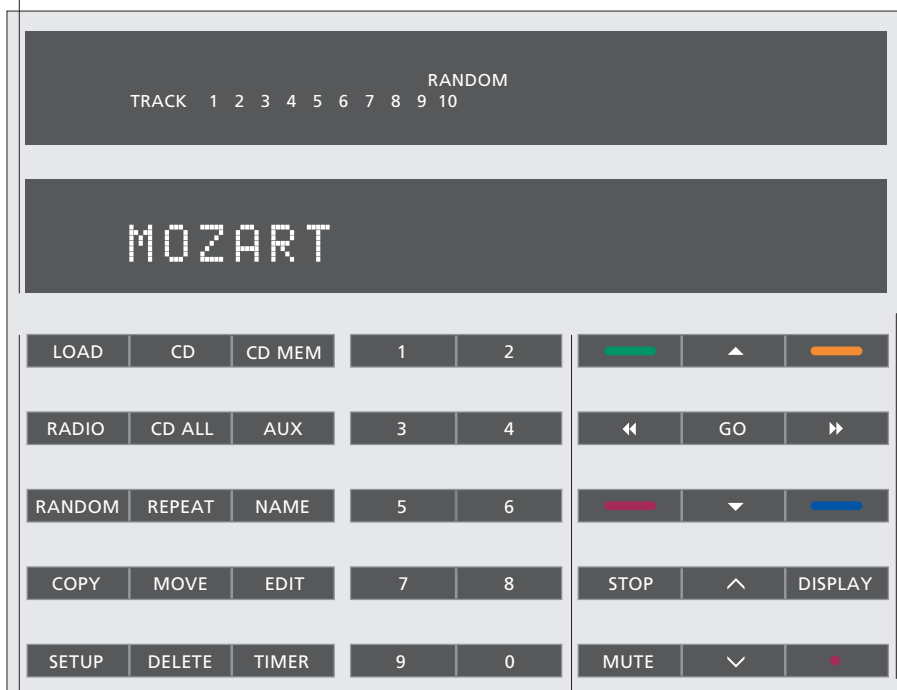 RANDOM
TRACK 1 2 3 4 5 6 7 8 9 10
MOZART
LOAD CD CD MEM 1 2
RADIO CD ALL AUX 3 4 GO
RANDOM REPEAT NAME 5 6
COPY MOVE EDIT 7 8 STOP DISPLAY
SETUP DELETE TIMER 9 0 MUTE